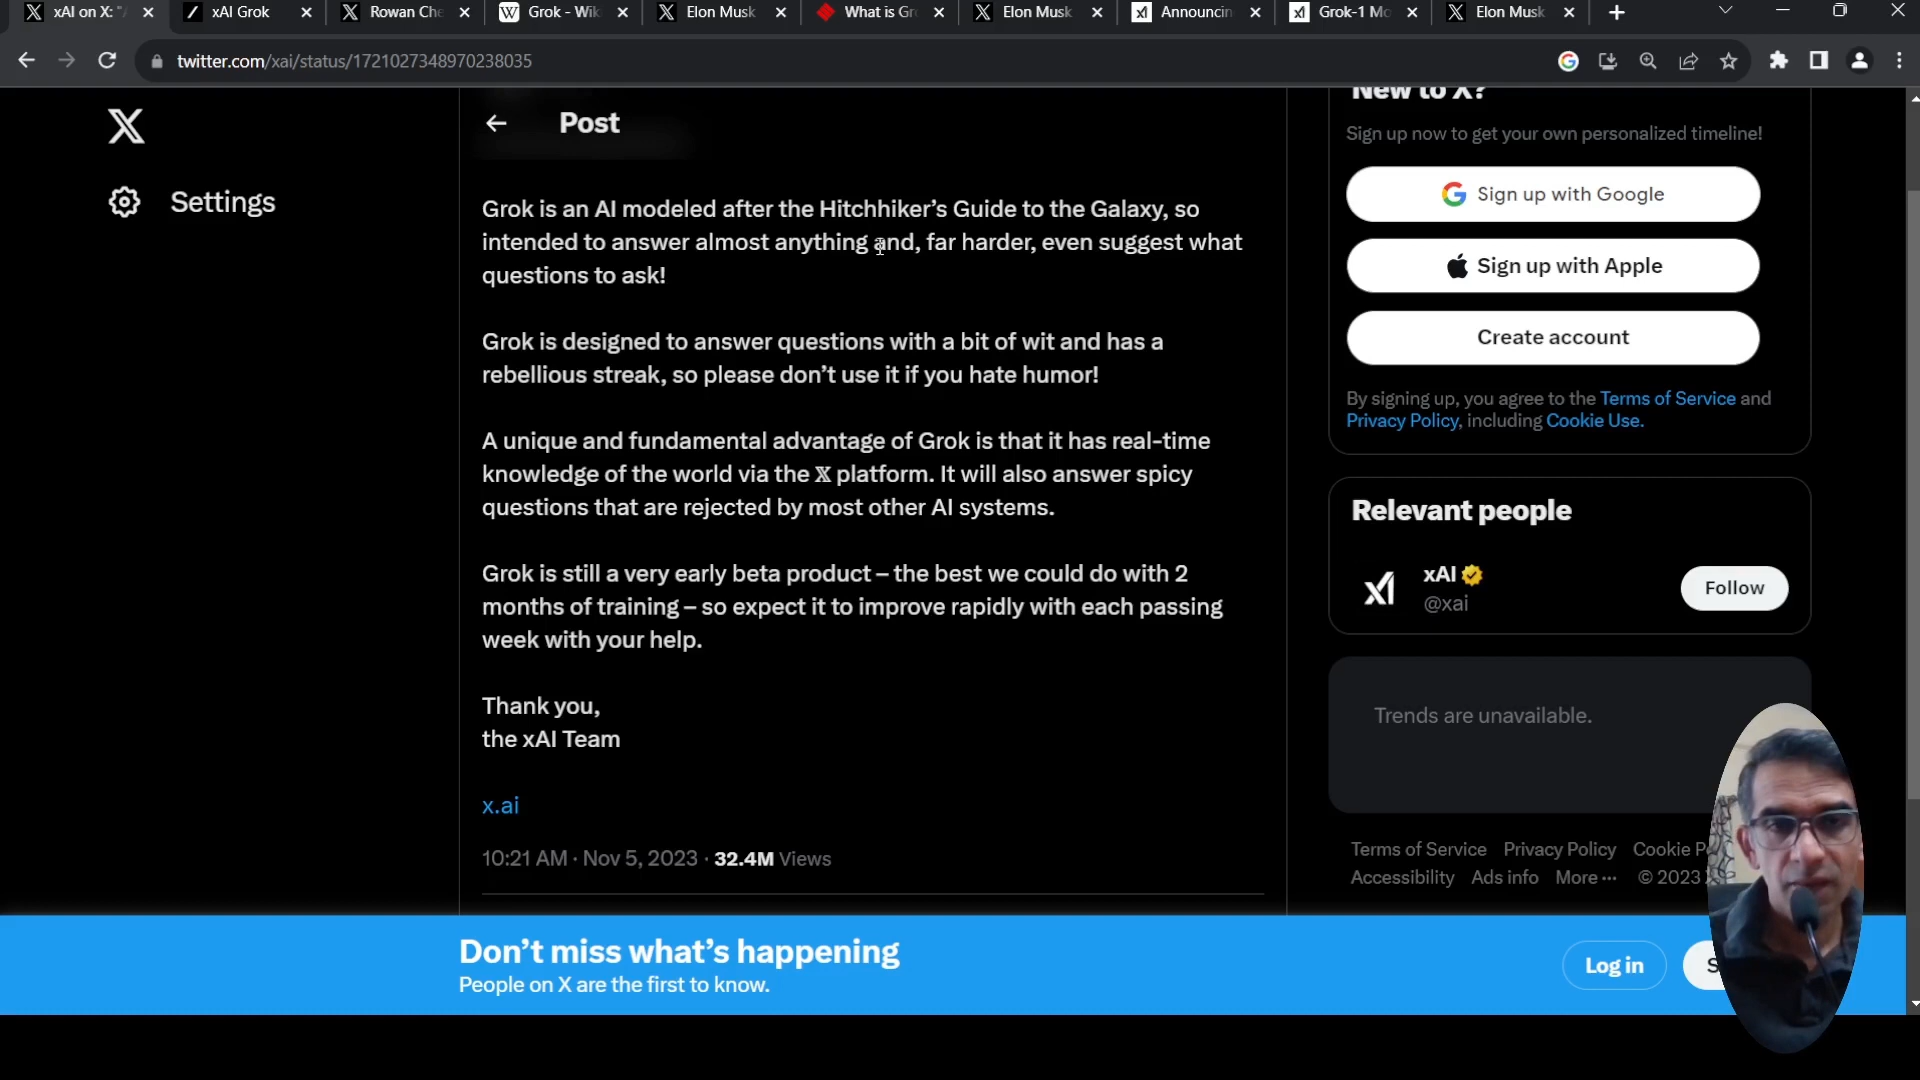 xAI on X: "
xAI Grok
Rowan Che
Grok - Wik
Elon Musk
What is Gr
Elon Musk
Announcin
Grok-1 Mo
Elon Musk
twitter.com/xai/status/1721027348970238035
Settings
Post
Grok is an AI modeled after the Hitchhiker’s Guide to the Galaxy, so
intended to answer almost anything and, far harder, even suggest what
questions to ask!
Grok is designed to answer questions with a bit of wit and has a
rebellious streak, so please don’t use it if you hate humor!
A unique and fundamental advantage of Grok is that it has real-time
knowledge of the world via the 𝕏 platform. It will also answer spicy
questions that are rejected by most other AI systems.
Grok is still a very early beta product – the best we could do with 2
months of training – so expect it to improve rapidly with each passing
week with your help.
Thank you,
the xAI Team
x.ai
10:21 AM · Nov 5, 2023 · 32.4M Views
New to X?
Sign up now to get your own personalized timeline!
Sign up with Google
Sign up with Apple
Create account
By signing up, you agree to the Terms of Service and
Privacy Policy, including Cookie Use.
Relevant people
xAI
@xai
Follow
Trends are unavailable.
Terms of Service Privacy Policy Cookie
Accessibility Ads info More ··· © 2023
Don’t miss what’s happening
People on X are the first to know.
Log in